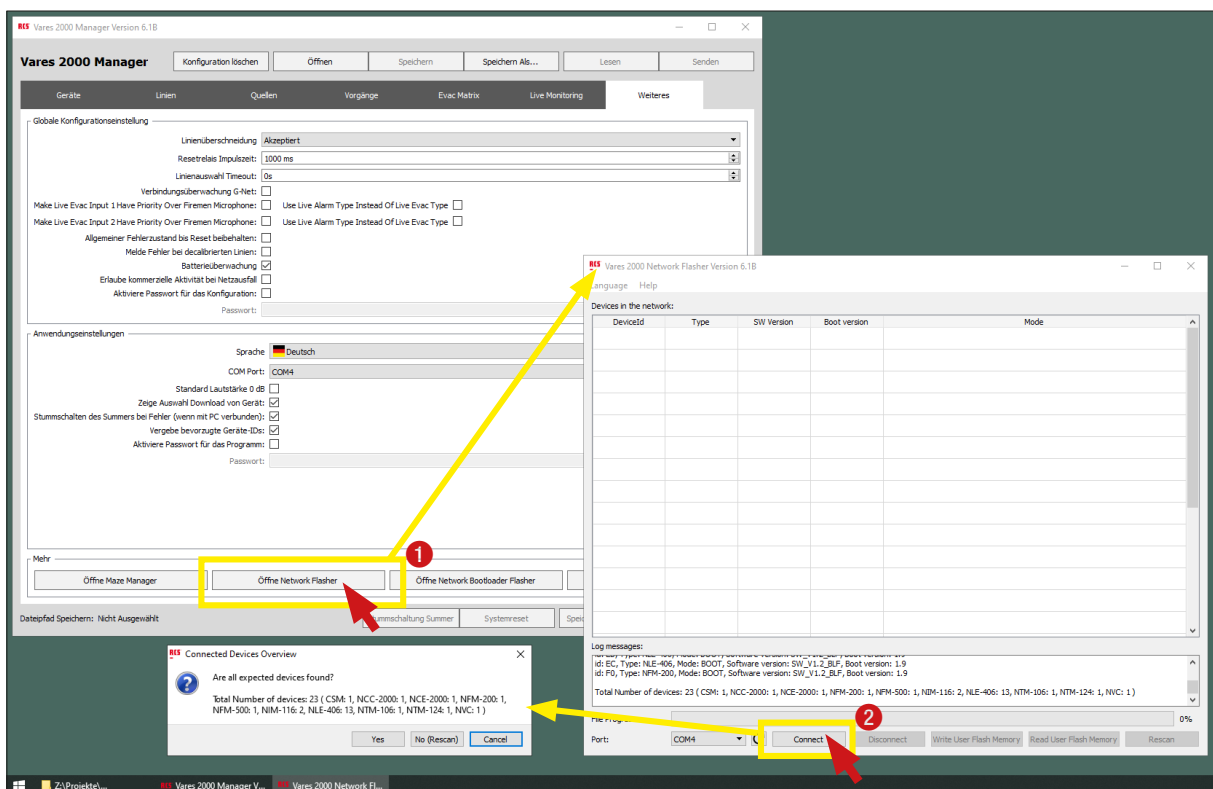 RCS Vares 2000 Manager Version 6.1B
Vares 2000 Manager
Konfiguration löschen
Öffnen
Speichern
Speichern Als...
Lesen
Senden
Geräte
Linien
Quellen
Vorgänge
Evac Matrix
Live Monitoring
Weiteres
Globale Konfigurationseinstellung
Linienüberschneidung Akzeptiert
Resetrelais Impulszeit: 1000 ms
Linienauswahl Timeout: 0s
Verbindungsüberwachung G-Net:
Make Live Evac Input 1 Have Priority Over Firemen Microphone: Use Live Alarm Type Instead Of Live Evac Type
Make Live Evac Input 2 Have Priority Over Firemen Microphone: Use Live Alarm Type Instead Of Live Evac Type
Allgemeiner Fehlerzustand bis Reset beibehalten:
Melde Fehler bei decalibrierten Linien:
Batterieüberwachung
Erlaube kommerzielle Aktivität bei Netzausfall
Aktiviere Passwort für das Konfiguration:
Passwort:
Anwendungseinstellungen
Sprache Deutsch
COM Port: COM4
Standard Lautstärke 0 dB
Zeige Auswahl Download von Gerät:
Stummschalten des Summers bei Fehler (wenn mit PC verbunden):
Vergebe bevorzugte Geräte-IDs:
Aktiviere Passwort für das Programm:
Passwort:
Mehr
1
Öffne Maze Manager
Öffne Network Flasher
Öffne Network Bootloader Flasher
Dateipfad Speichern: Nicht Ausgewählt
Stummschaltung Summer
Systemreset
RCS Vares 2000 Network Flasher Version 6.1B
Language Help
Devices in the network:
DeviceId Type SW Version Boot version Mode
Log messages:
id: EC, Type: NLE-406, Mode: BOOT, Software version: SW_V1.2_BLF, Boot version: 1.9
id: F0, Type: NFM-200, Mode: BOOT, Software version: SW_V1.2_BLF, Boot version: 1.9
Total Number of devices: 23 ( CSM: 1, NCC-2000: 1, NCE-2000: 1, NFM-200: 1, NFM-500: 1, NIM-116: 2, NLE-406: 13, NTM-106: 1, NTM-124: 1, NVC: 1 )
0%
2
Port: COM4
Connect
Disconnect
Write User Flash Memory
Read User Flash Memory
Rescan
RCS Connected Devices Overview
Are all expected devices found?
Total Number of devices: 23 ( CSM: 1, NCC-2000: 1, NCE-2000: 1, NFM-200: 1,
NFM-500: 1, NIM-116: 2, NLE-406: 13, NTM-106: 1, NTM-124: 1, NVC: 1 )
Yes
No (Rescan)
Cancel
Z:\Projekte\...
Vares 2000 Manager V...
Vares 2000 Network Fl...